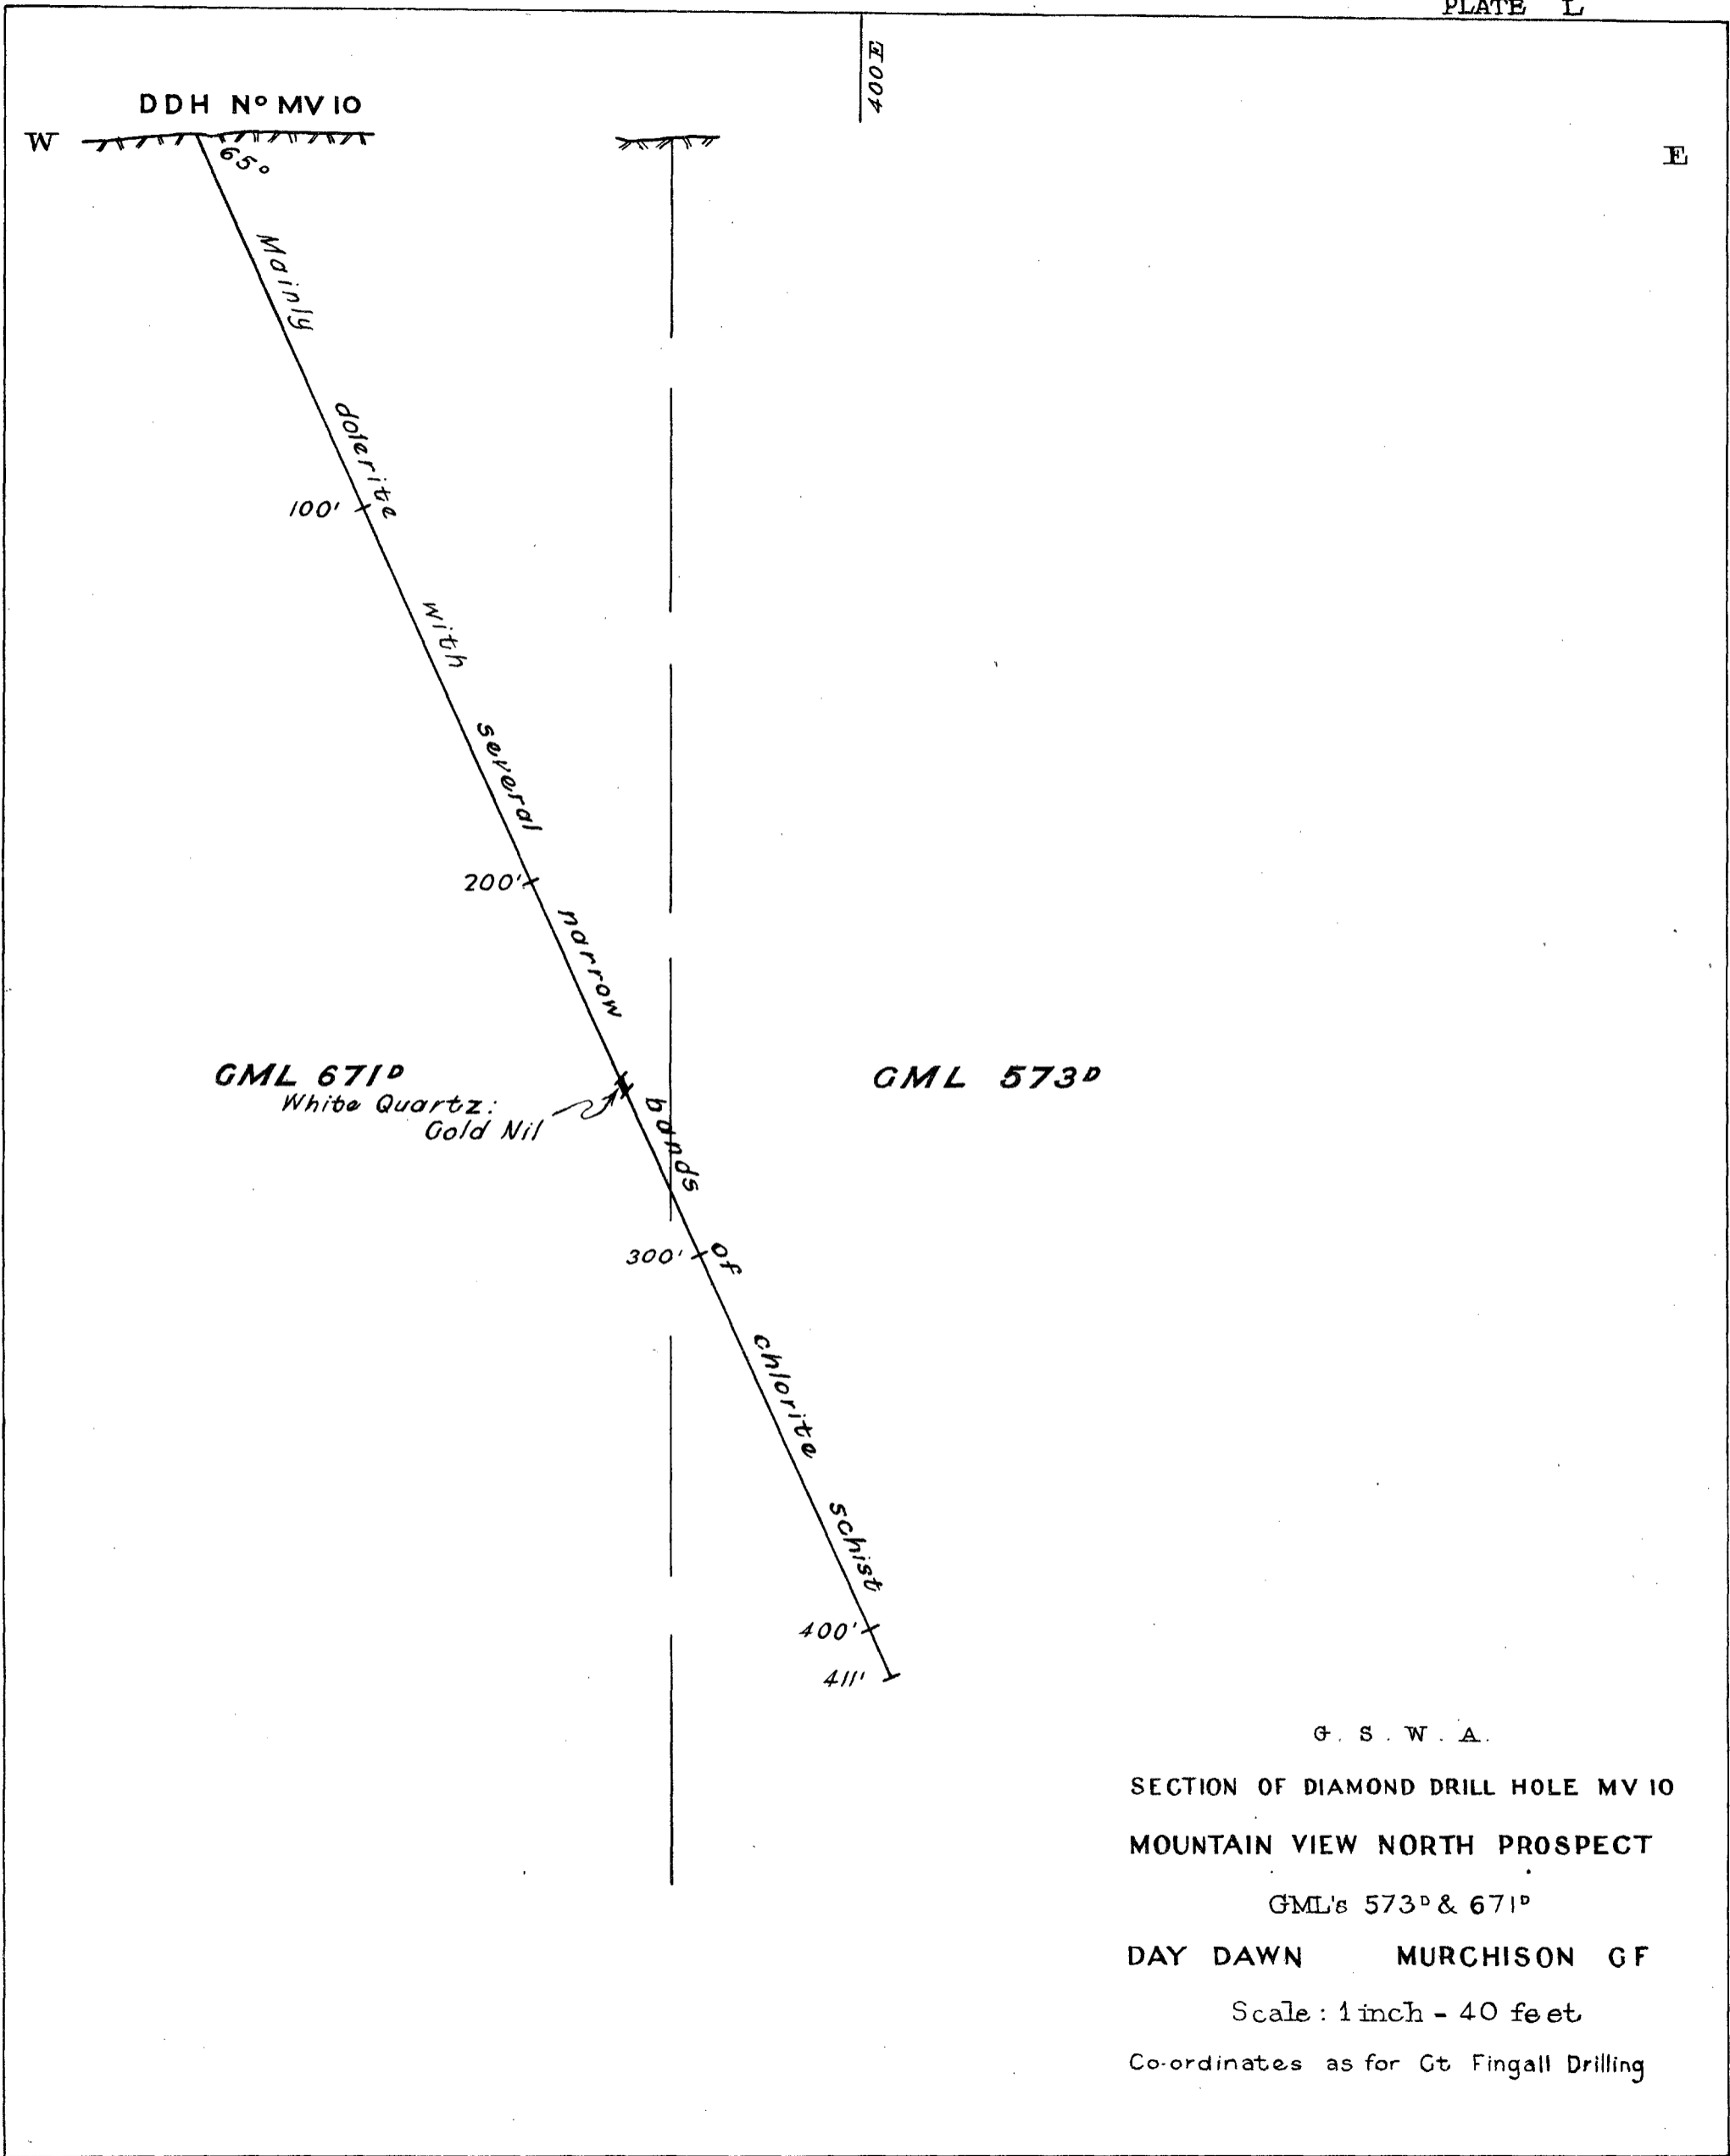 PLATE L
400E
DDH Nº MV 10
W
E
65°
Mainly dolerite with several narrow bands of chlorite schist
100'
200'
GML 671ᴰ
GML 573ᴰ
White Quartz:
Gold Nil
300'
400'
411'
G. S. W. A.
SECTION OF DIAMOND DRILL HOLE MV 10
MOUNTAIN VIEW NORTH PROSPECT
GML's 573ᴰ & 671ᴰ
DAY DAWN MURCHISON GF
Scale: 1 inch - 40 feet
Co-ordinates as for Gt Fingall Drilling